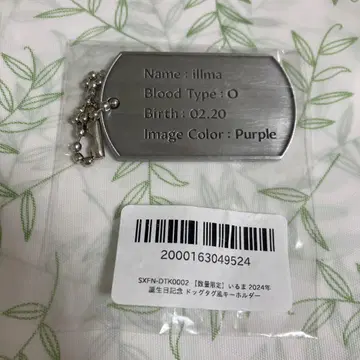 Name : illma
Blood Type : O
Birth : 02.20
Image Color : Purple
2000163049524
SXFN-DTK0002 【数量限定】いるま 2024年
誕生日記念 ドッグタグ風キーホルダー